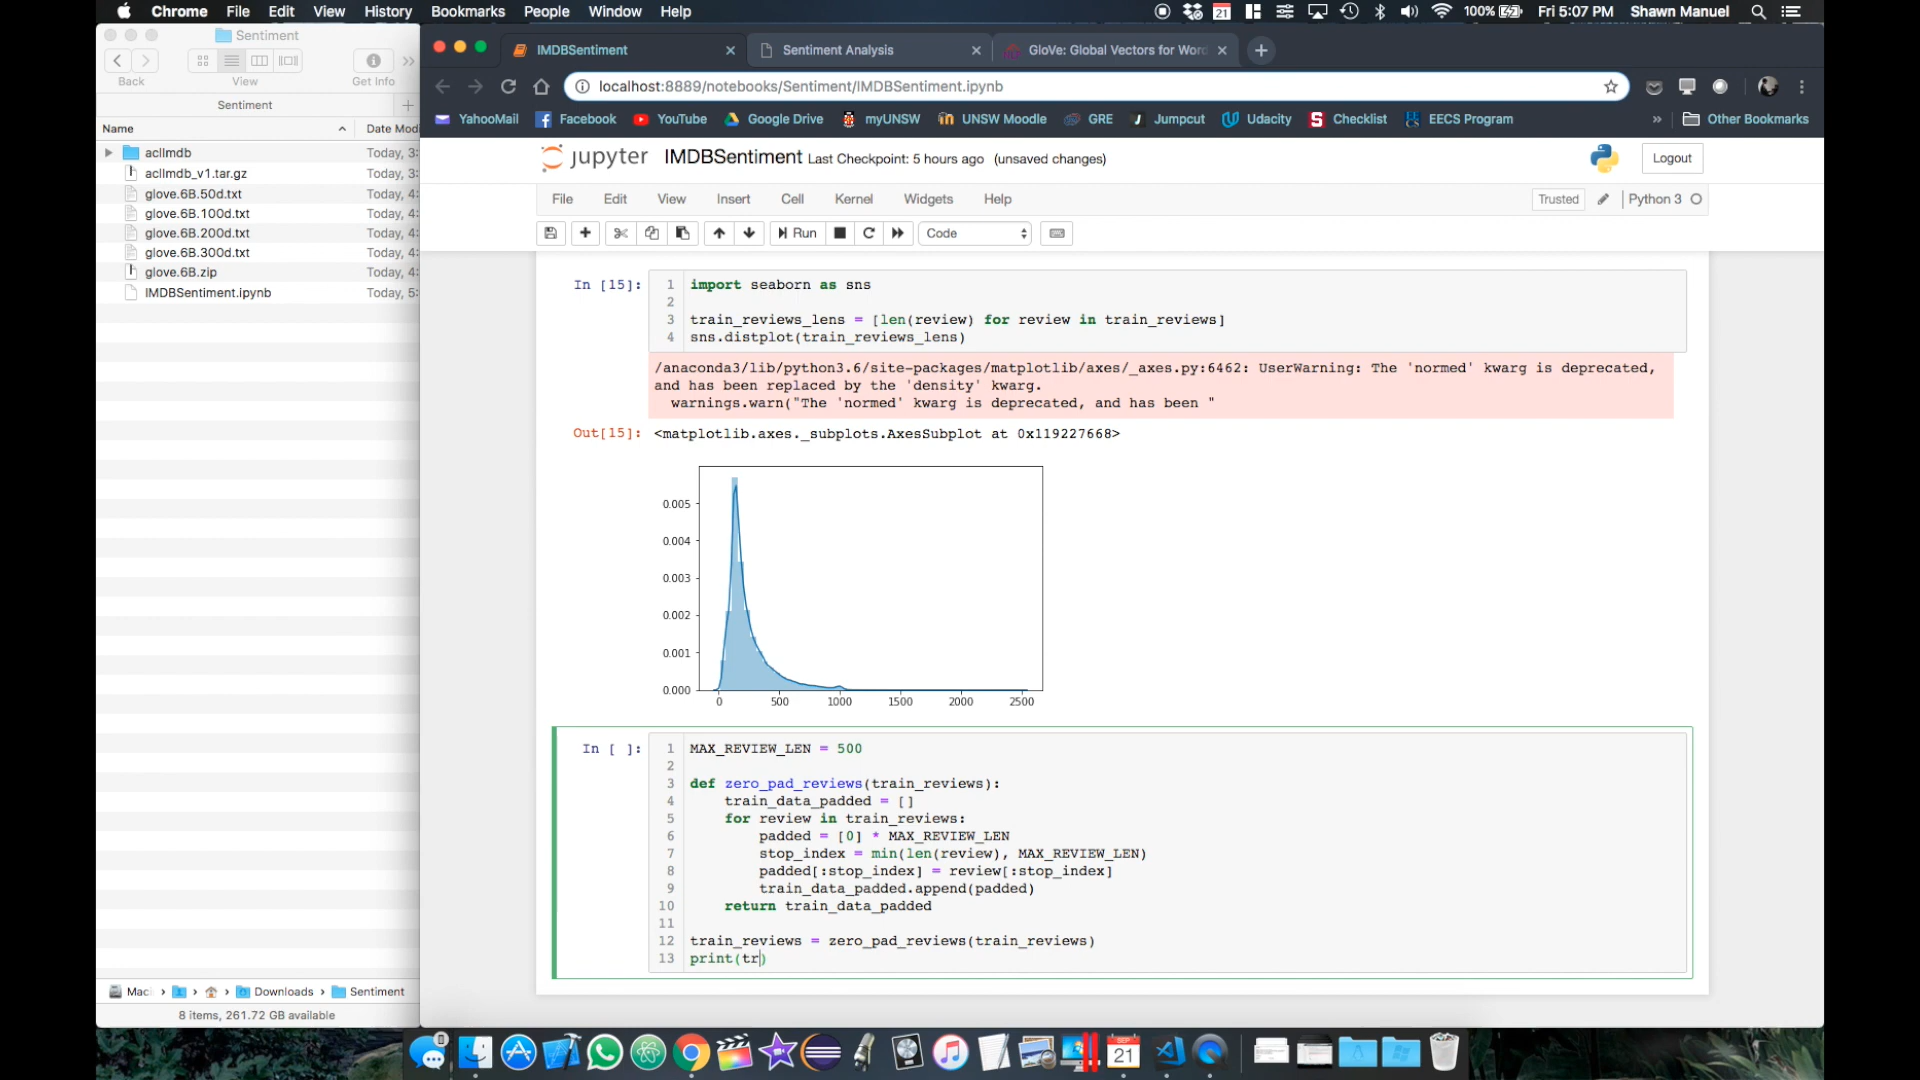 Chrome File Edit View History Bookmarks People Window Help
21 100% Fri 5:07 PM Shawn Manuel
Sentiment
Back View Get Info
Sentiment
Name Date Mod
aclImdb Today, 3:
aclImdb_v1.tar.gz Today, 3:
glove.6B.50d.txt Today, 4:
glove.6B.100d.txt Today, 4:
glove.6B.200d.txt Today, 4:
glove.6B.300d.txt Today, 4:
glove.6B.zip Today, 4:
IMDBSentiment.ipynb Today, 5:
Mac Downloads Sentiment
8 items, 261.72 GB available
IMDBSentiment Sentiment Analysis GloVe: Global Vectors for Word
localhost:8889/notebooks/Sentiment/IMDBSentiment.ipynb
YahooMail Facebook YouTube Google Drive myUNSW UNSW Moodle GRE Jumpcut Udacity Checklist EECS Program » Other Bookmarks
jupyter IMDBSentiment Last Checkpoint: 5 hours ago (unsaved changes) Logout
File Edit View Insert Cell Kernel Widgets Help Trusted Python 3
Run Code
In [15]:
1 import seaborn as sns
2
3 train_reviews_lens = [len(review) for review in train_reviews]
4 sns.distplot(train_reviews_lens)
/anaconda3/lib/python3.6/site-packages/matplotlib/axes/_axes.py:6462: UserWarning: The 'normed' kwarg is deprecated,
and has been replaced by the 'density' kwarg.
warnings.warn("The 'normed' kwarg is deprecated, and has been "
Out[15]: <matplotlib.axes._subplots.AxesSubplot at 0x119227668>
0.005
0.004
0.003
0.002
0.001
0.000
0 500 1000 1500 2000 2500
In [ ]:
1 MAX_REVIEW_LEN = 500
2
3 def zero_pad_reviews(train_reviews):
4 train_data_padded = []
5 for review in train_reviews:
6 padded = [0] * MAX_REVIEW_LEN
7 stop_index = min(len(review), MAX_REVIEW_LEN)
8 padded[:stop_index] = review[:stop_index]
9 train_data_padded.append(padded)
10 return train_data_padded
11
12 train_reviews = zero_pad_reviews(train_reviews)
13 print(tr)
SEP
21